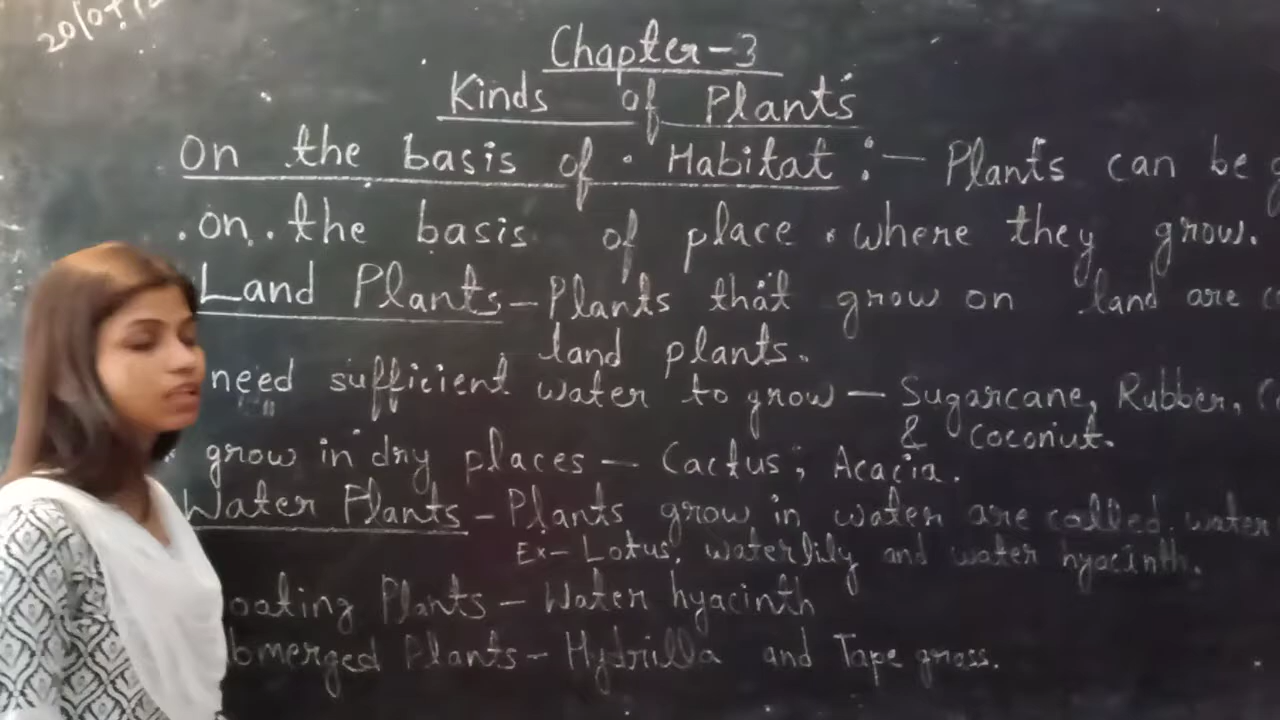 Chapter-3
Kinds of Plants
On the basis of Habitat :- Plants can be
on the basis of place where they grow.
Land Plants - Plants that grow on land are
land plants.
need sufficient water to grow - Sugarcane, Rubber,
& Coconut.
grow in dry places - Cactus, Acacia.
Water Plants - Plants grow in water are called water
Ex- Lotus, waterlily and water hyacinth.
oating Plants - Water hyacinth
bmerged Plants - Hydrilla and Tape grass.